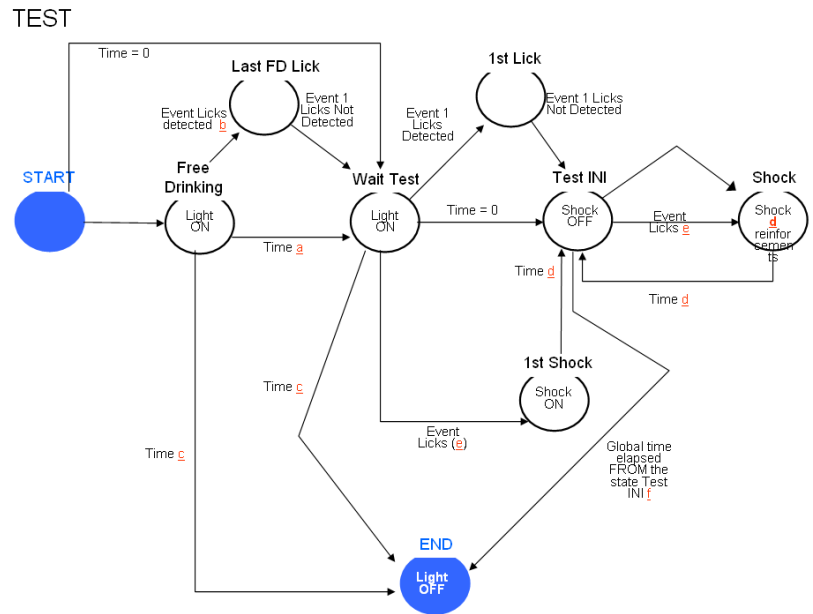 TEST
Time = 0
Last FD Lick
1st Lick
Event Licks
detected b
Event 1
Licks Not
Detected
Event 1
Licks
Detected
Event 1 Licks
Not Detected
START
Free
Drinking
Wait Test
Test INI
Shock
Light
ON
Light
ON
Time = 0
Shock
OFF
Event
Licks e
Shock
d
reinfor
semen
ts
Time a
Time d
Time d
1st Shock
Shock
ON
Time c
Event
Licks (e)
Time c
Global time
elapsed
FROM the
state Test
INI f
END
Light
OFF